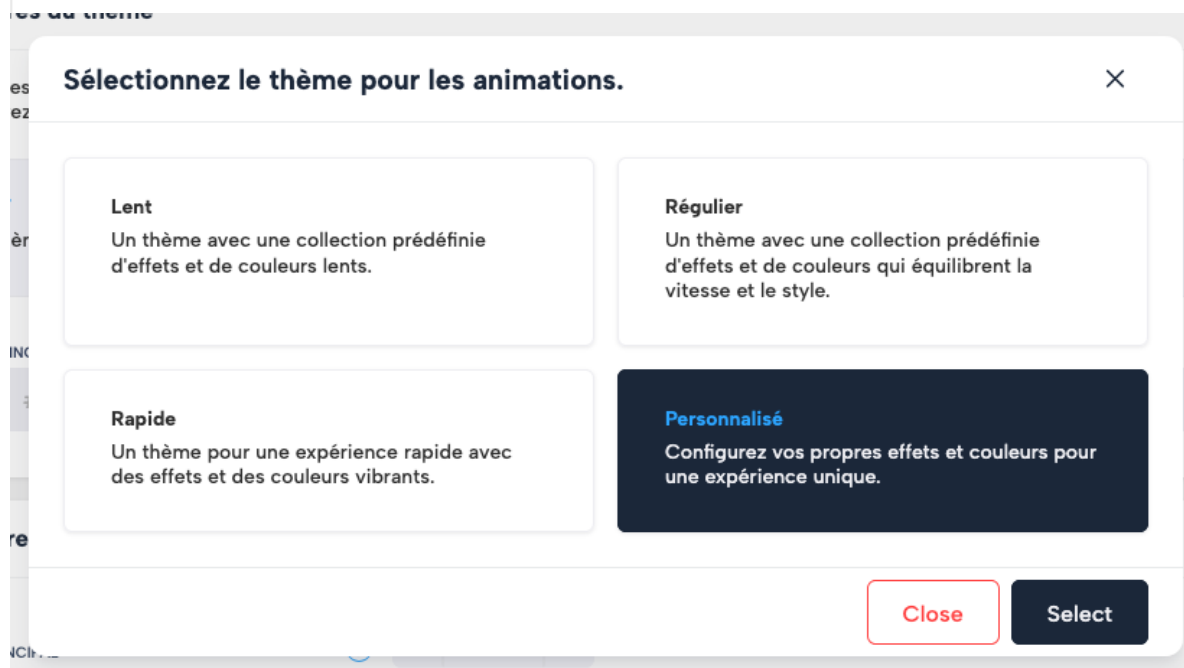 Sélectionnez le thème pour les animations.
Lent
Un thème avec une collection prédéfinie
d'effets et de couleurs lents.
Régulier
Un thème avec une collection prédéfinie
d'effets et de couleurs qui équilibrent la
vitesse et le style.
Rapide
Un thème pour une expérience rapide avec
des effets et des couleurs vibrants.
Personnalisé
Configurez vos propres effets et couleurs pour
une expérience unique.
Close
Select